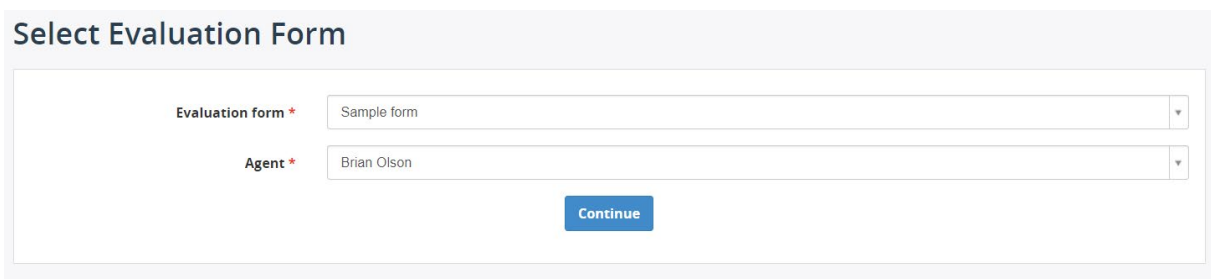 Select Evaluation Form
Evaluation form * Sample form
Agent * Brian Olson
Continue